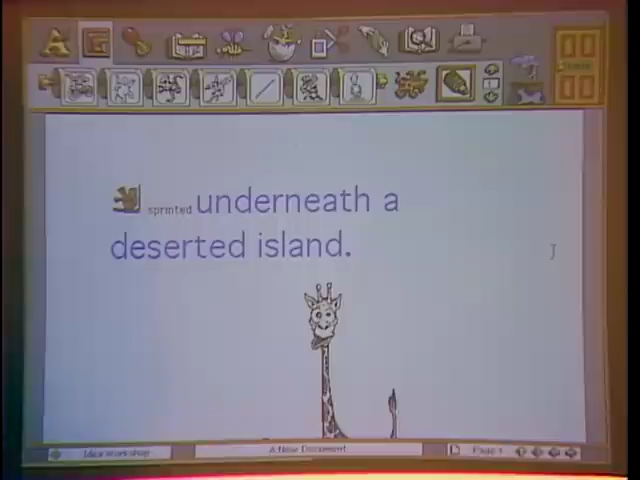 A
sprinted underneath a
deserted island.
Idea Workshop
A New Document
Page 1